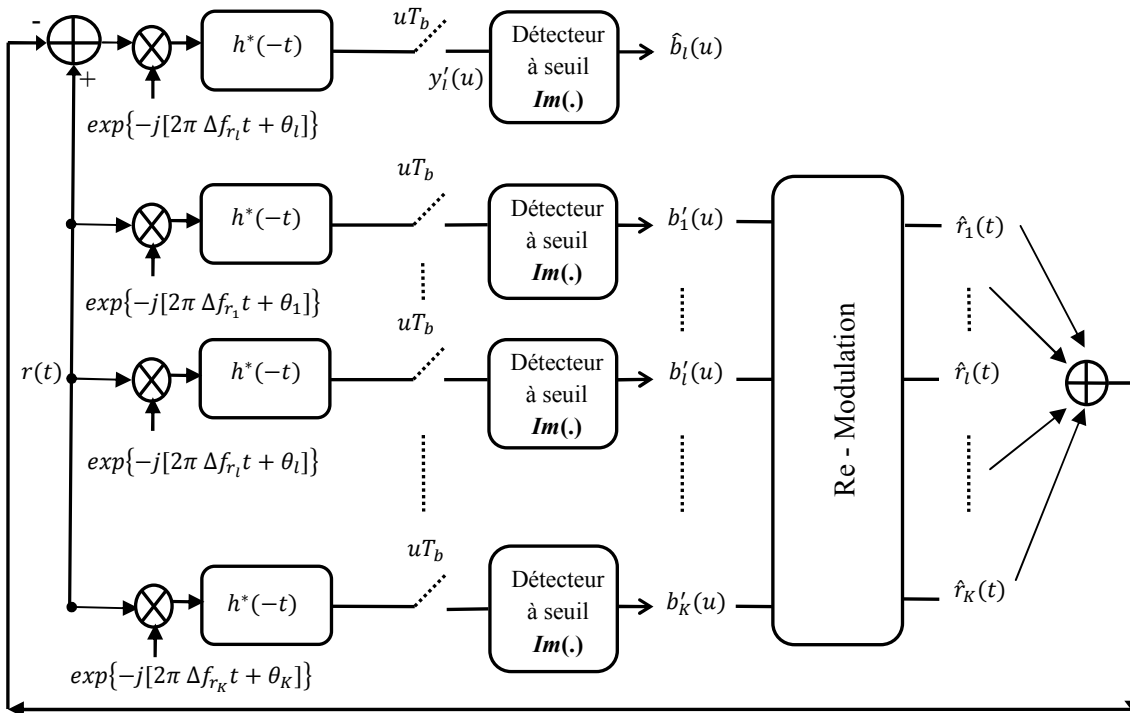 -
+
h*(−t)
uT_b
y′_l(u)
Détecteur
à seuil
Im(.)
b̂_l(u)
exp{−j[2π Δf_{r_l}t + θ_l]}
h*(−t)
uT_b
Détecteur
à seuil
Im(.)
b′_1(u)
r̂_1(t)
exp{−j[2π Δf_{r_1}t + θ_1]}
r(t)
h*(−t)
uT_b
Détecteur
à seuil
Im(.)
b′_l(u)
Re - Modulation
r̂_l(t)
exp{−j[2π Δf_{r_l}t + θ_l]}
h*(−t)
uT_b
Détecteur
à seuil
Im(.)
b′_K(u)
r̂_K(t)
exp{−j[2π Δf_{r_K}t + θ_K]}